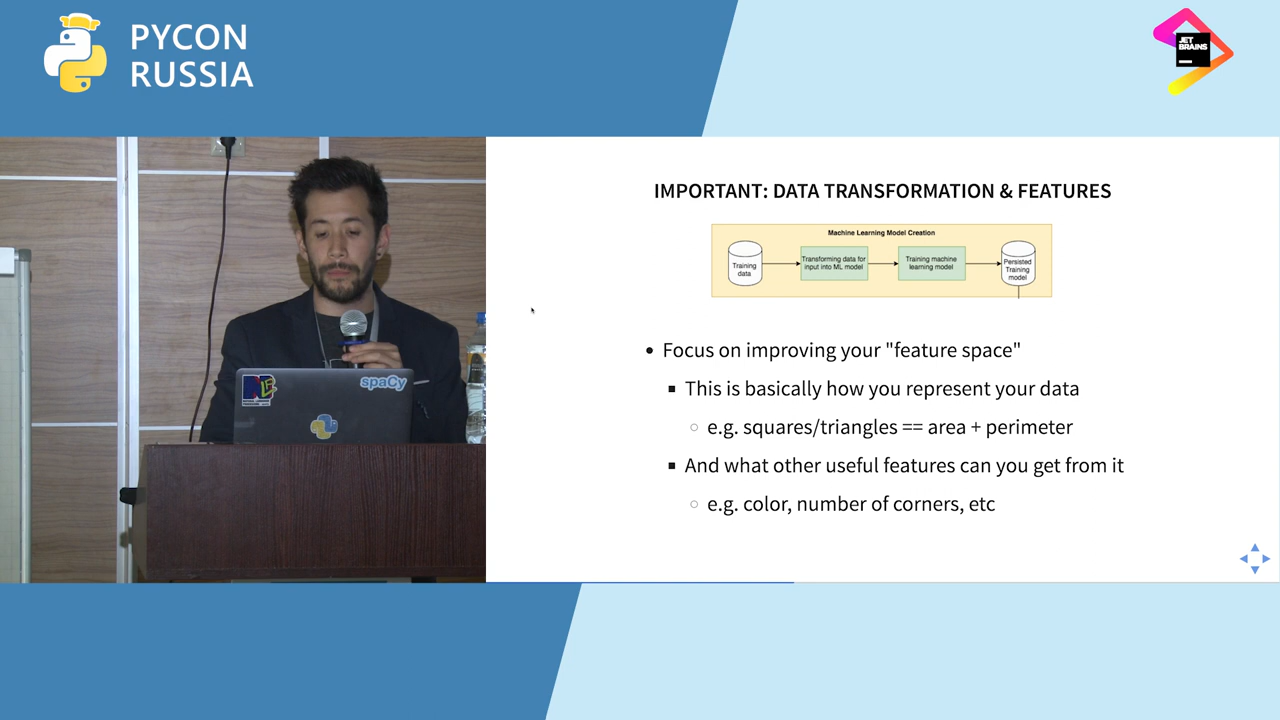 PYCON
RUSSIA
JET
BRAINS
IMPORTANT: DATA TRANSFORMATION & FEATURES
Machine Learning Model Creation
Training
data
Transforming data for
input into ML model
Training machine
learning model
Persisted
Training
model
• Focus on improving your "feature space"
▪ This is basically how you represent your data
○ e.g. squares/triangles == area + perimeter
▪ And what other useful features can you get from it
○ e.g. color, number of corners, etc
spaCy